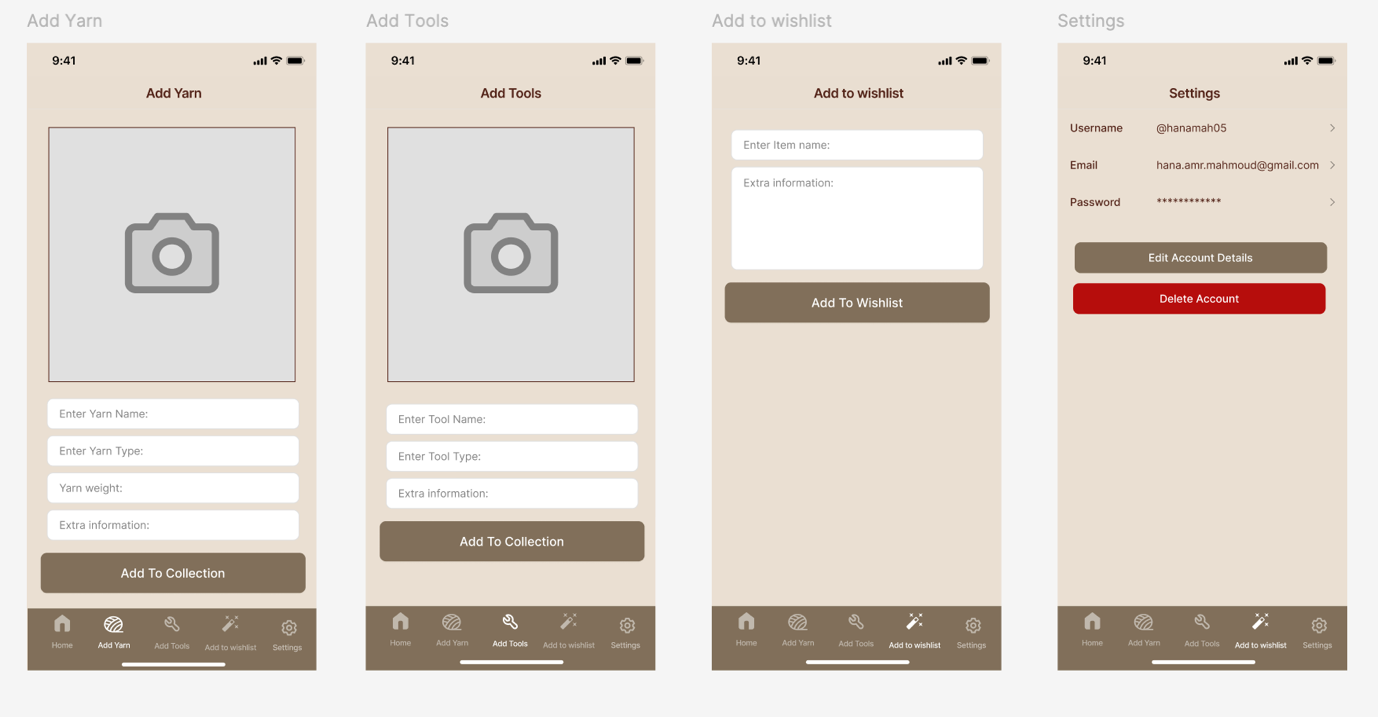 Add Yarn
9:41
Add Yarn
Enter Yarn Name:
Enter Yarn Type:
Yarn weight:
Extra information:
Add To Collection
Home Add Yarn Add Tools Add to wishlist Settings
Add Tools
9:41
Add Tools
Enter Tool Name:
Enter Tool Type:
Extra information:
Add To Collection
Home Add Yarn Add Tools Add to wishlist Settings
Add to wishlist
9:41
Add to wishlist
Enter Item name:
Extra information:
Add To Wishlist
Home Add Yarn Add Tools Add to wishlist Settings
Settings
9:41
Settings
Username @hanamah05
Email hana.amr.mahmoud@gmail.com
Password ************
Edit Account Details
Delete Account
Home Add Yarn Add Tools Add to wishlist Settings